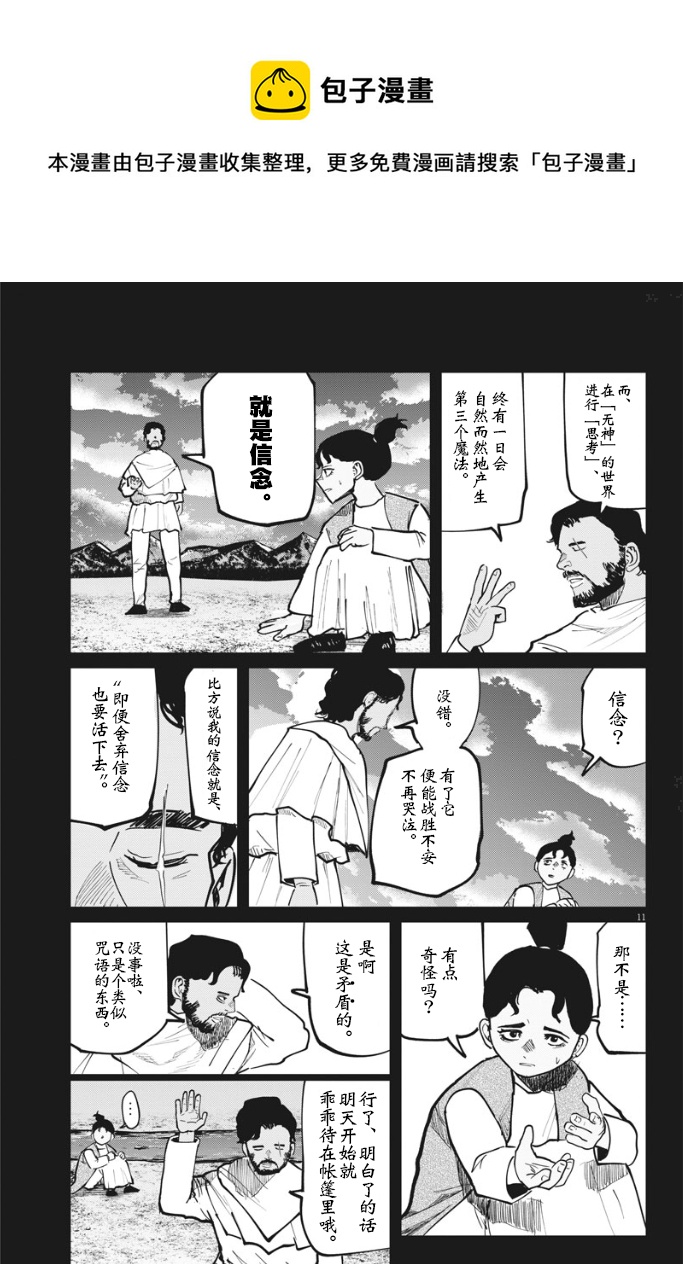 包子漫畫
本漫畫由包子漫畫收集整理，更多免費漫画請搜索「包子漫畫」
而、
在「无神」的世界
进行「思考」、
终有一日会
自然而然地产生
第三个魔法。
就是信念。
信念？
没错。
有了它
便能战胜不安
不再哭泣。
比方说我的信念就是、
“即便舍弃信念
也要活下去”。
11
那不是……
有点
奇怪吗？
是啊
这是矛盾的。
没事啦、
只是个类似
咒语的东西。
行了、明白了的话
明天开始就
乖乖待在帐篷里哦。
…